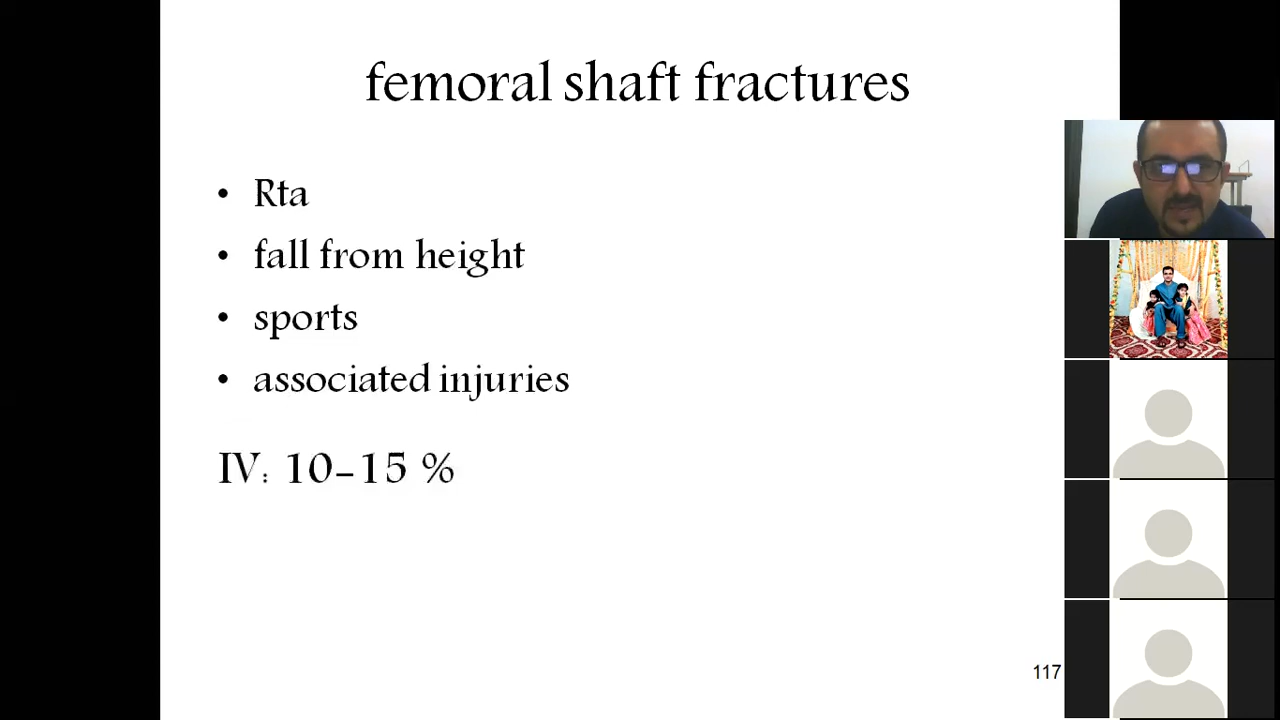 femoral shaft fractures
• Rta
• fall from height
• sports
• associated injuries
IV: 10-15 %
117